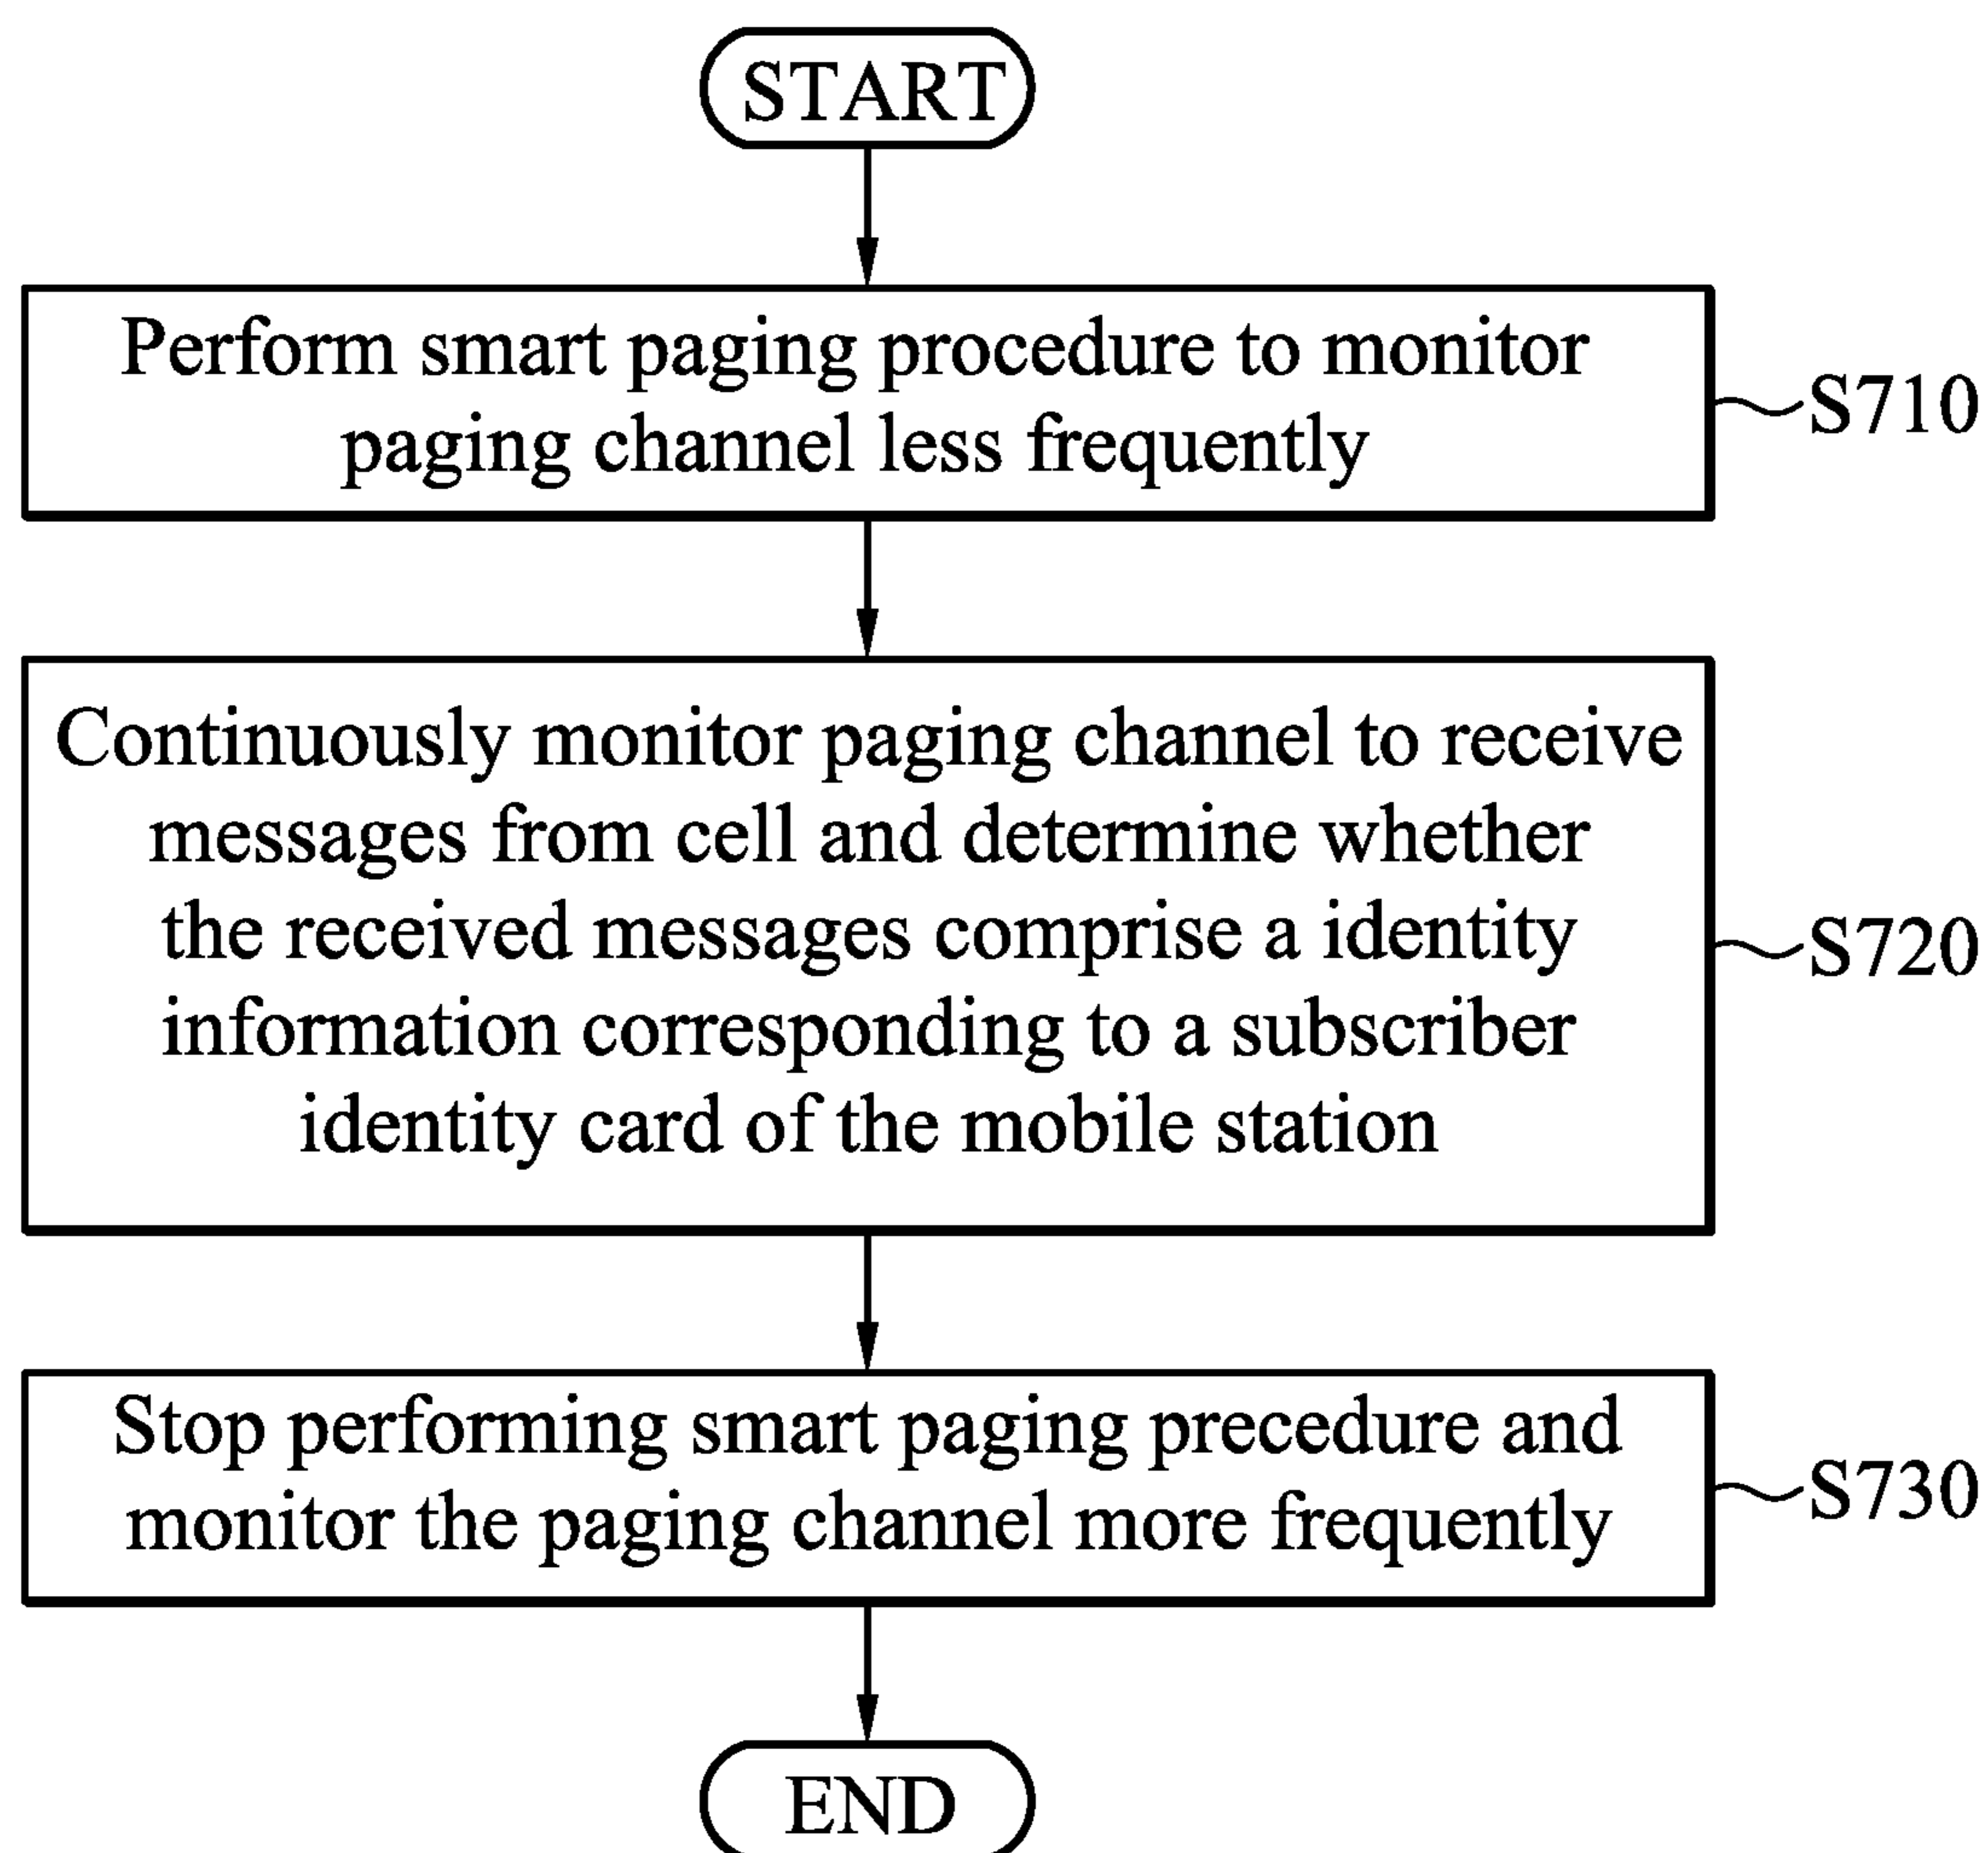 START
Perform smart paging procedure to monitor
paging channel less frequently
S710
Continuously monitor paging channel to receive
messages from cell and determine whether
the received messages comprise a identity
information corresponding to a subscriber
identity card of the mobile station
S720
Stop performing smart paging precedure and
monitor the paging channel more frequently
S730
END